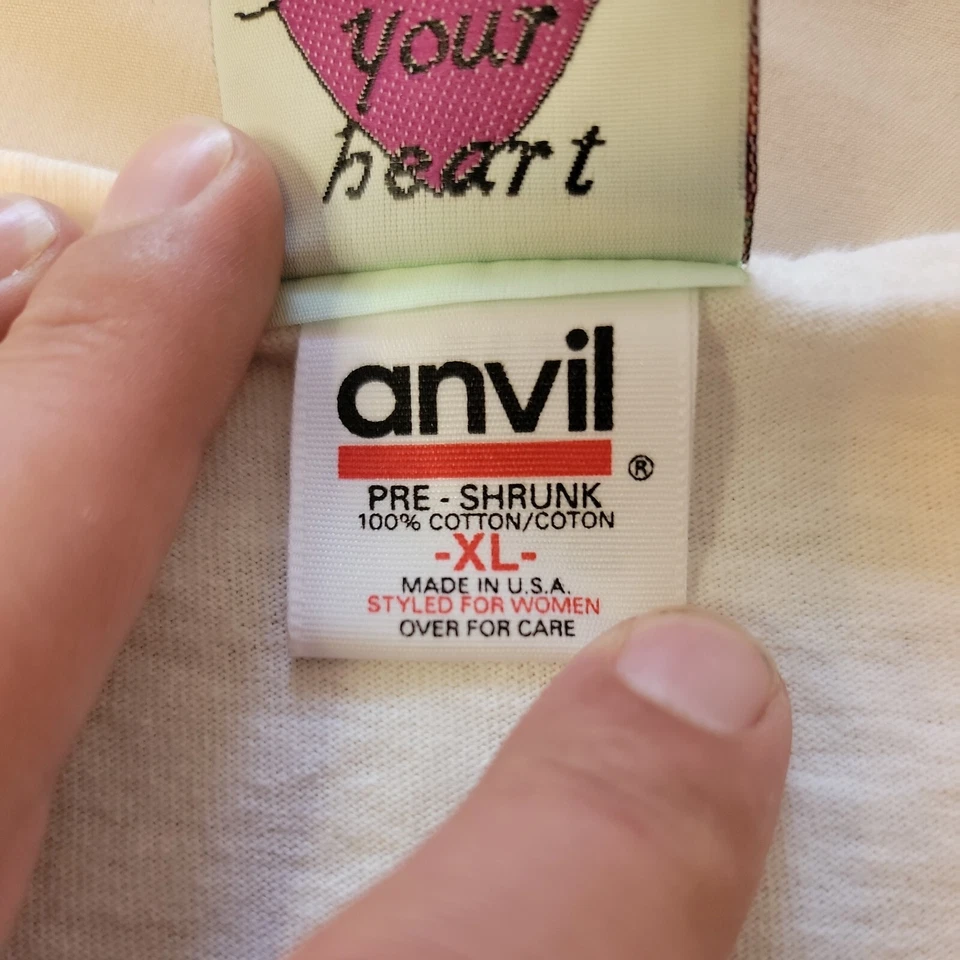 your
heart
anvil
®
PRE - SHRUNK
100% COTTON/COTON
-XL-
MADE IN U.S.A.
STYLED FOR WOMEN
OVER FOR CARE